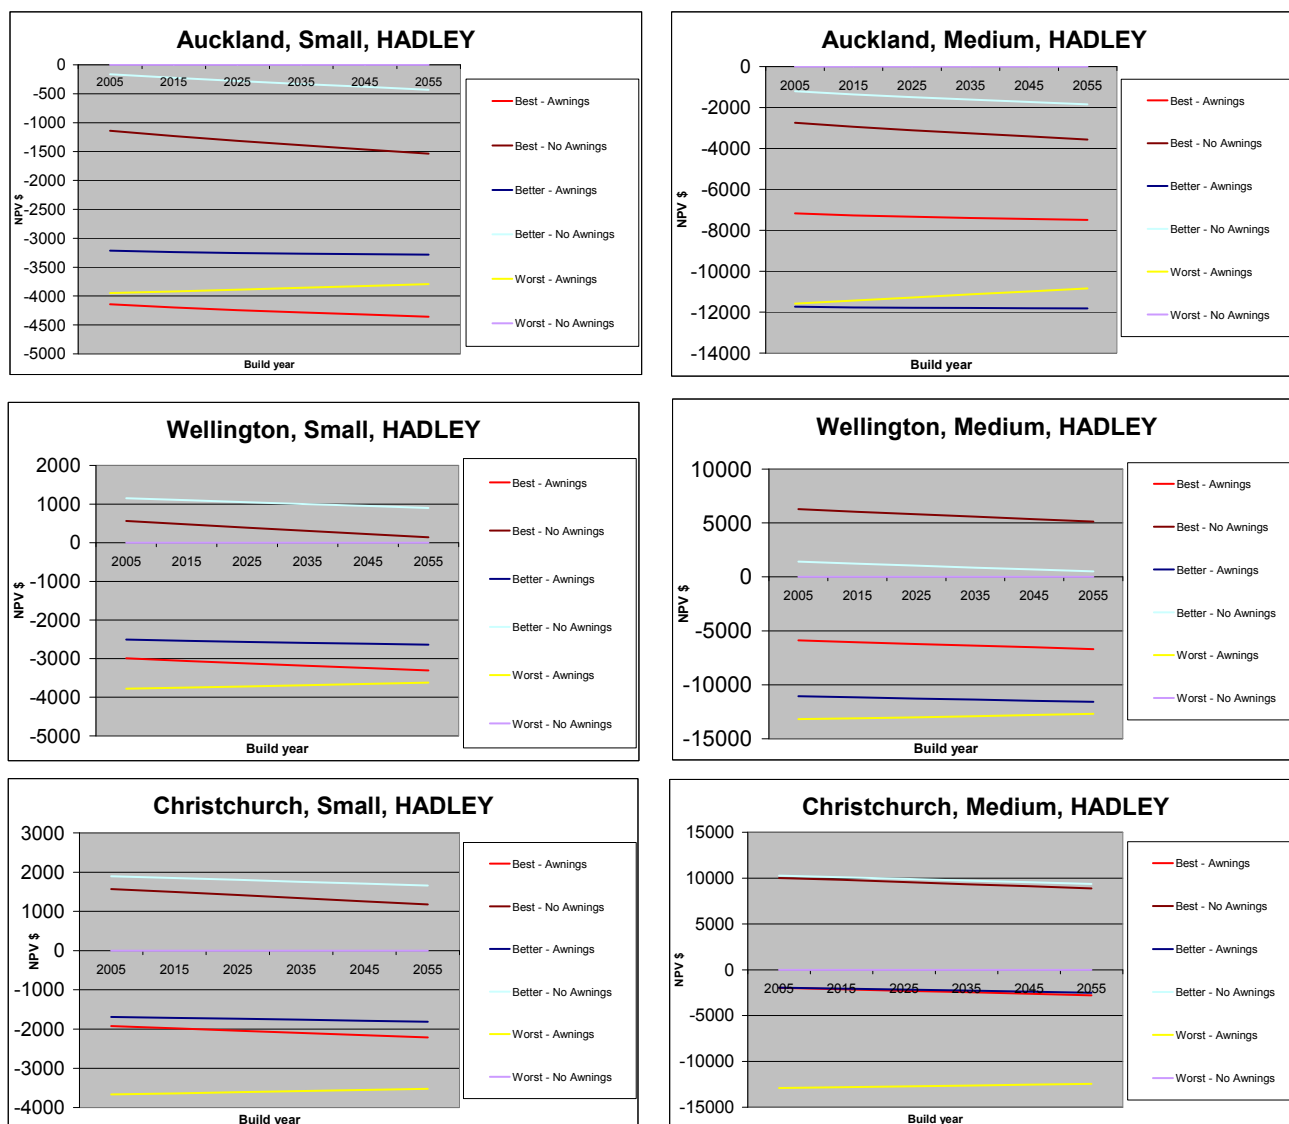 Auckland, Small, HADLEY
0
-500
-1000
-1500
-2000
-2500
-3000
-3500
-4000
-4500
-5000
2005 2015 2025 2035 2045 2055
NPV $
Build year
Best - Awnings
Best - No Awnings
Better - Awnings
Better - No Awnings
Worst - Awnings
Worst - No Awnings
Auckland, Medium, HADLEY
0
-2000
-4000
-6000
-8000
-10000
-12000
-14000
2005 2015 2025 2035 2045 2055
NPV $
Build year
Best - Awnings
Best - No Awnings
Better - Awnings
Better - No Awnings
Worst - Awnings
Worst - No Awnings
Wellington, Small, HADLEY
2000
1000
0
-1000
-2000
-3000
-4000
-5000
2005 2015 2025 2035 2045 2055
NPV $
Build year
Best - Awnings
Best - No Awnings
Better - Awnings
Better - No Awnings
Worst - Awnings
Worst - No Awnings
Wellington, Medium, HADLEY
10000
5000
0
-5000
-10000
-15000
2005 2015 2025 2035 2045 2055
NPV $
Build year
Best - Awnings
Best - No Awnings
Better - Awnings
Better - No Awnings
Worst - Awnings
Worst - No Awnings
Christchurch, Small, HADLEY
3000
2000
1000
0
-1000
-2000
-3000
-4000
2005 2015 2025 2035 2045 2055
NPV $
Build year
Best - Awnings
Best - No Awnings
Better - Awnings
Better - No Awnings
Worst - Awnings
Worst - No Awnings
Christchurch, Medium, HADLEY
15000
10000
5000
0
-5000
-10000
-15000
2005 2015 2025 2035 2045 2055
NPV $
Build year
Best - Awnings
Best - No Awnings
Better - Awnings
Better - No Awnings
Worst - Awnings
Worst - No Awnings